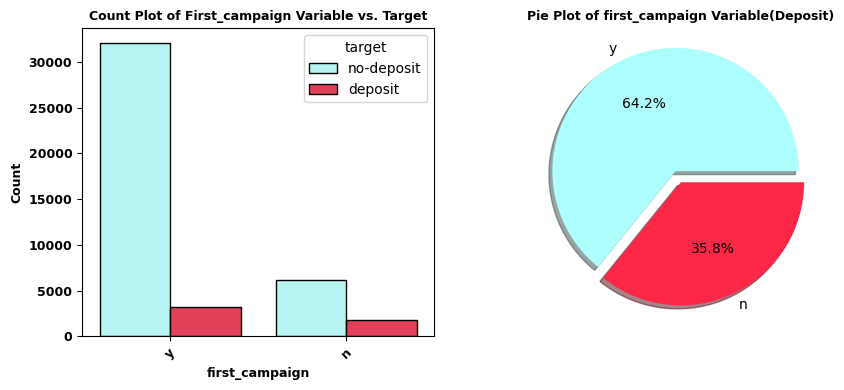 Count Plot of First_campaign Variable vs. Target
Count
30000
25000
20000
15000
10000
5000
0
target
no-deposit
deposit
y
n
first_campaign
Pie Plot of first_campaign Variable(Deposit)
y
64.2%
35.8%
n